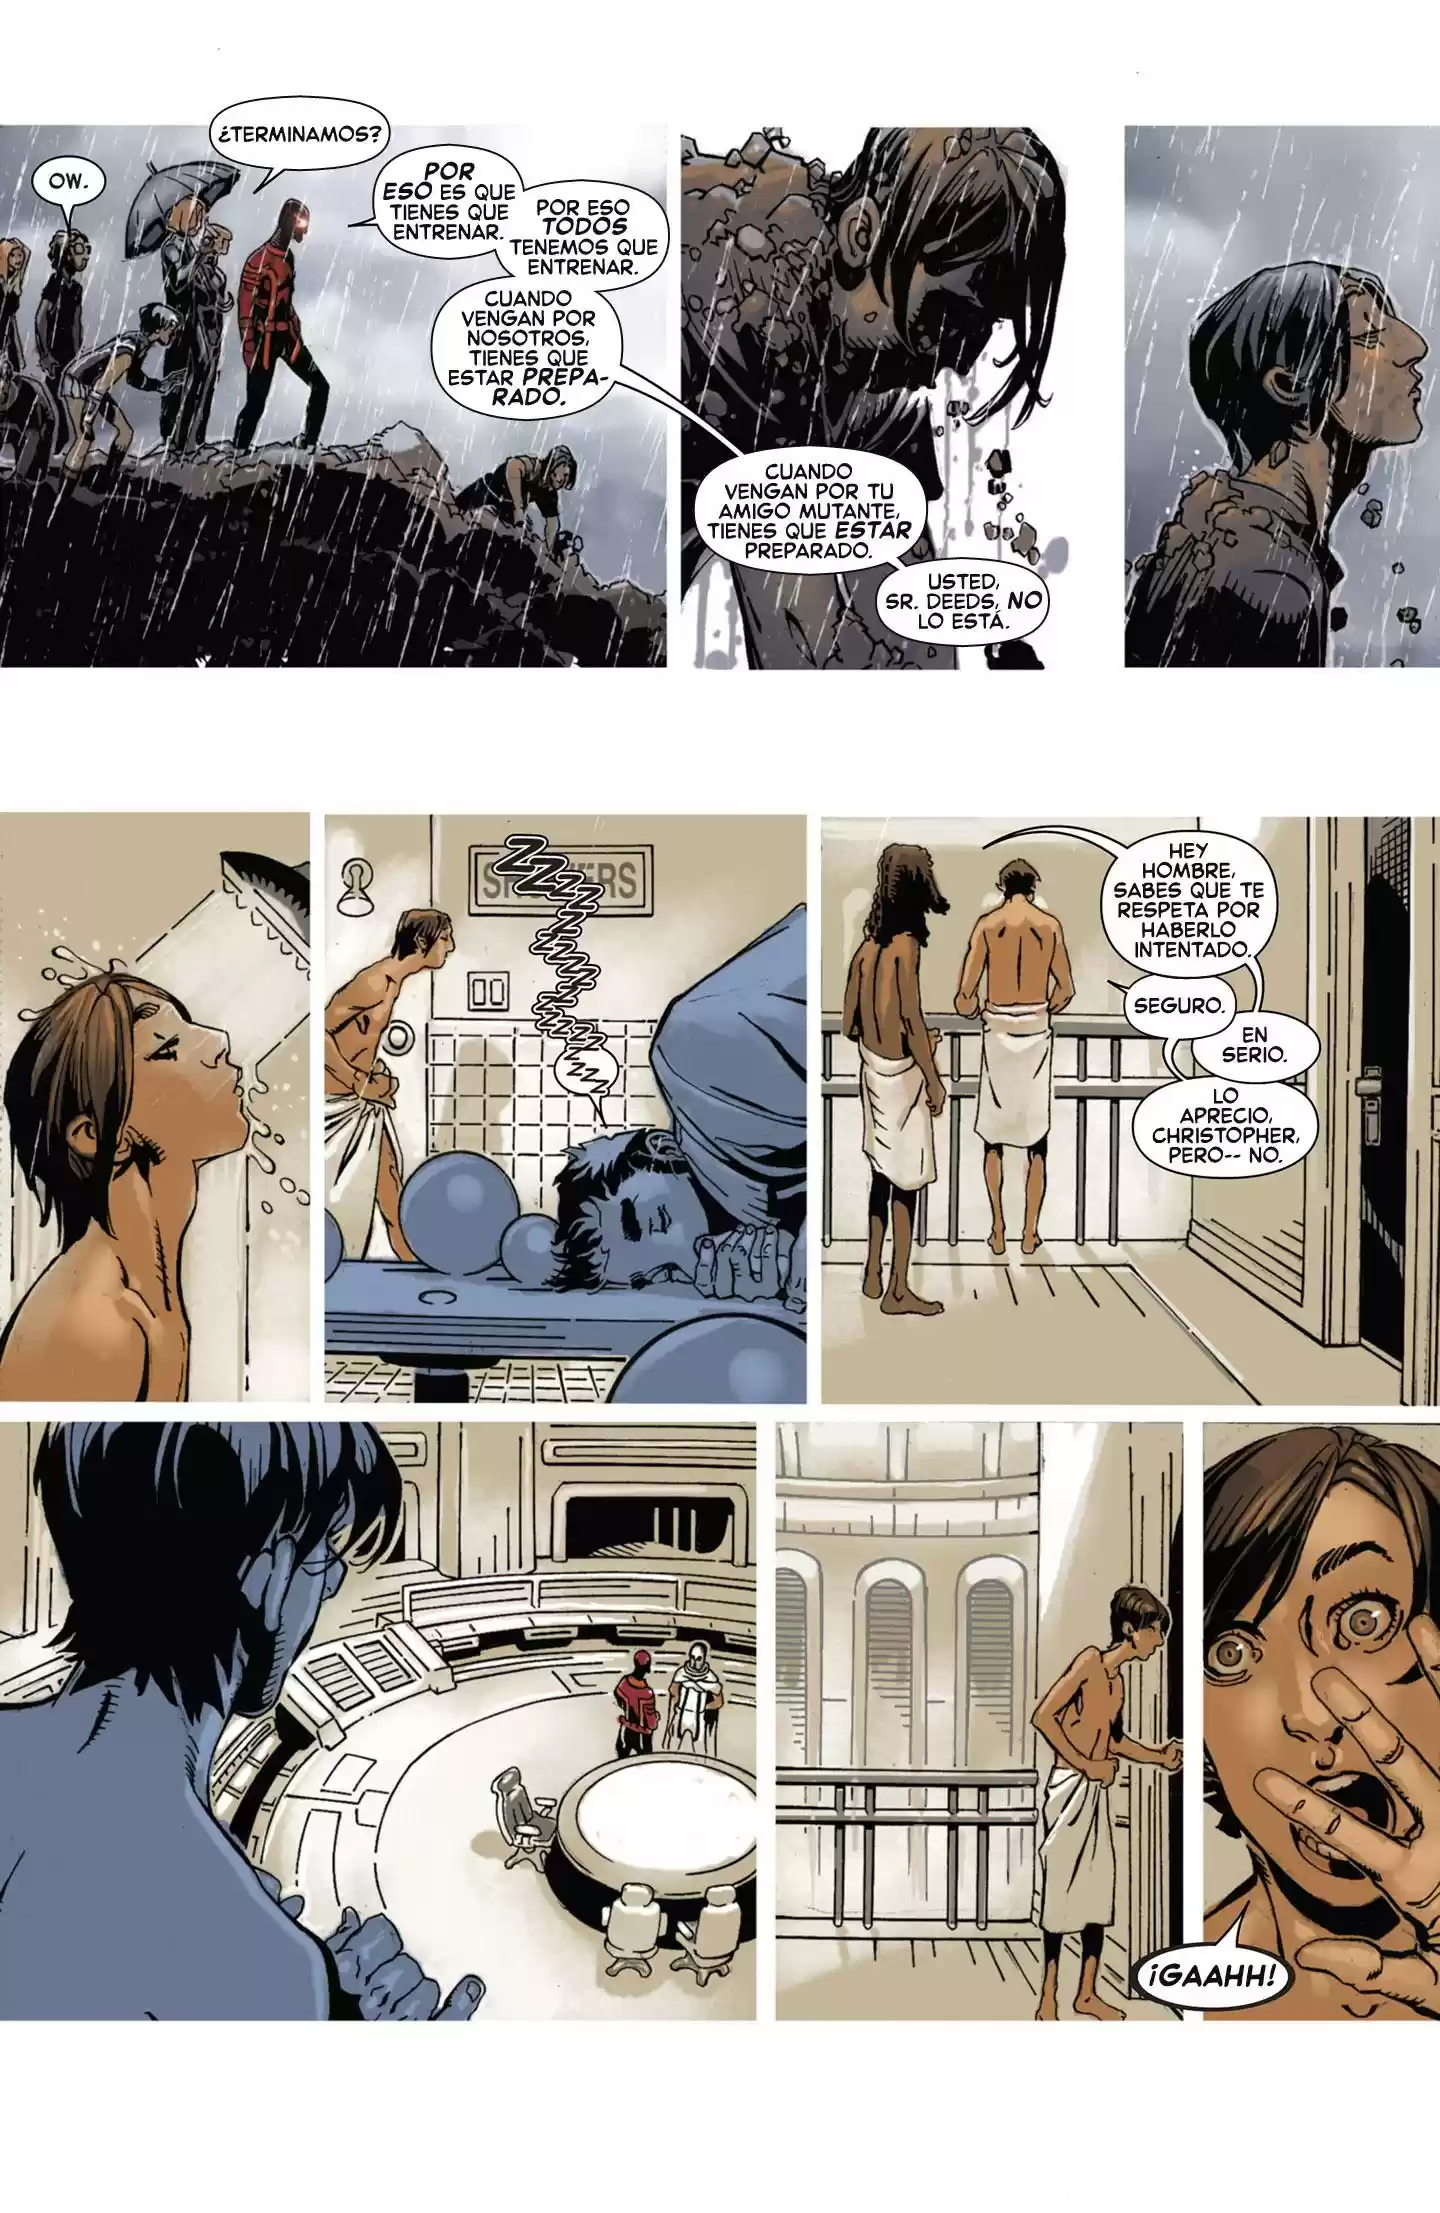 OW.
¿TERMINAMOS?
POR
ESO ES QUE
TIENES QUE
ENTRENAR.
POR ESO
TODOS
TENEMOS QUE
ENTRENAR.
CUANDO
VENGAN POR
NOSOTROS,
TIENES QUE
ESTAR PREPA-
RADO.
CUANDO
VENGAN POR TU
AMIGO MUTANTE,
TIENES QUE ESTAR
PREPARADO.
USTED,
SR. DEEDS, NO
LO ESTÁ.
SHOWERS
ZZZZZZZZZZZZZZZZZZZZ
HEY
HOMBRE,
SABES QUE TE
RESPETA POR
HABERLO
INTENTADO.
SEGURO.
EN
SERIO.
LO
APRECIO,
CHRISTOPHER,
PERO-- NO.
¡GAAHH!